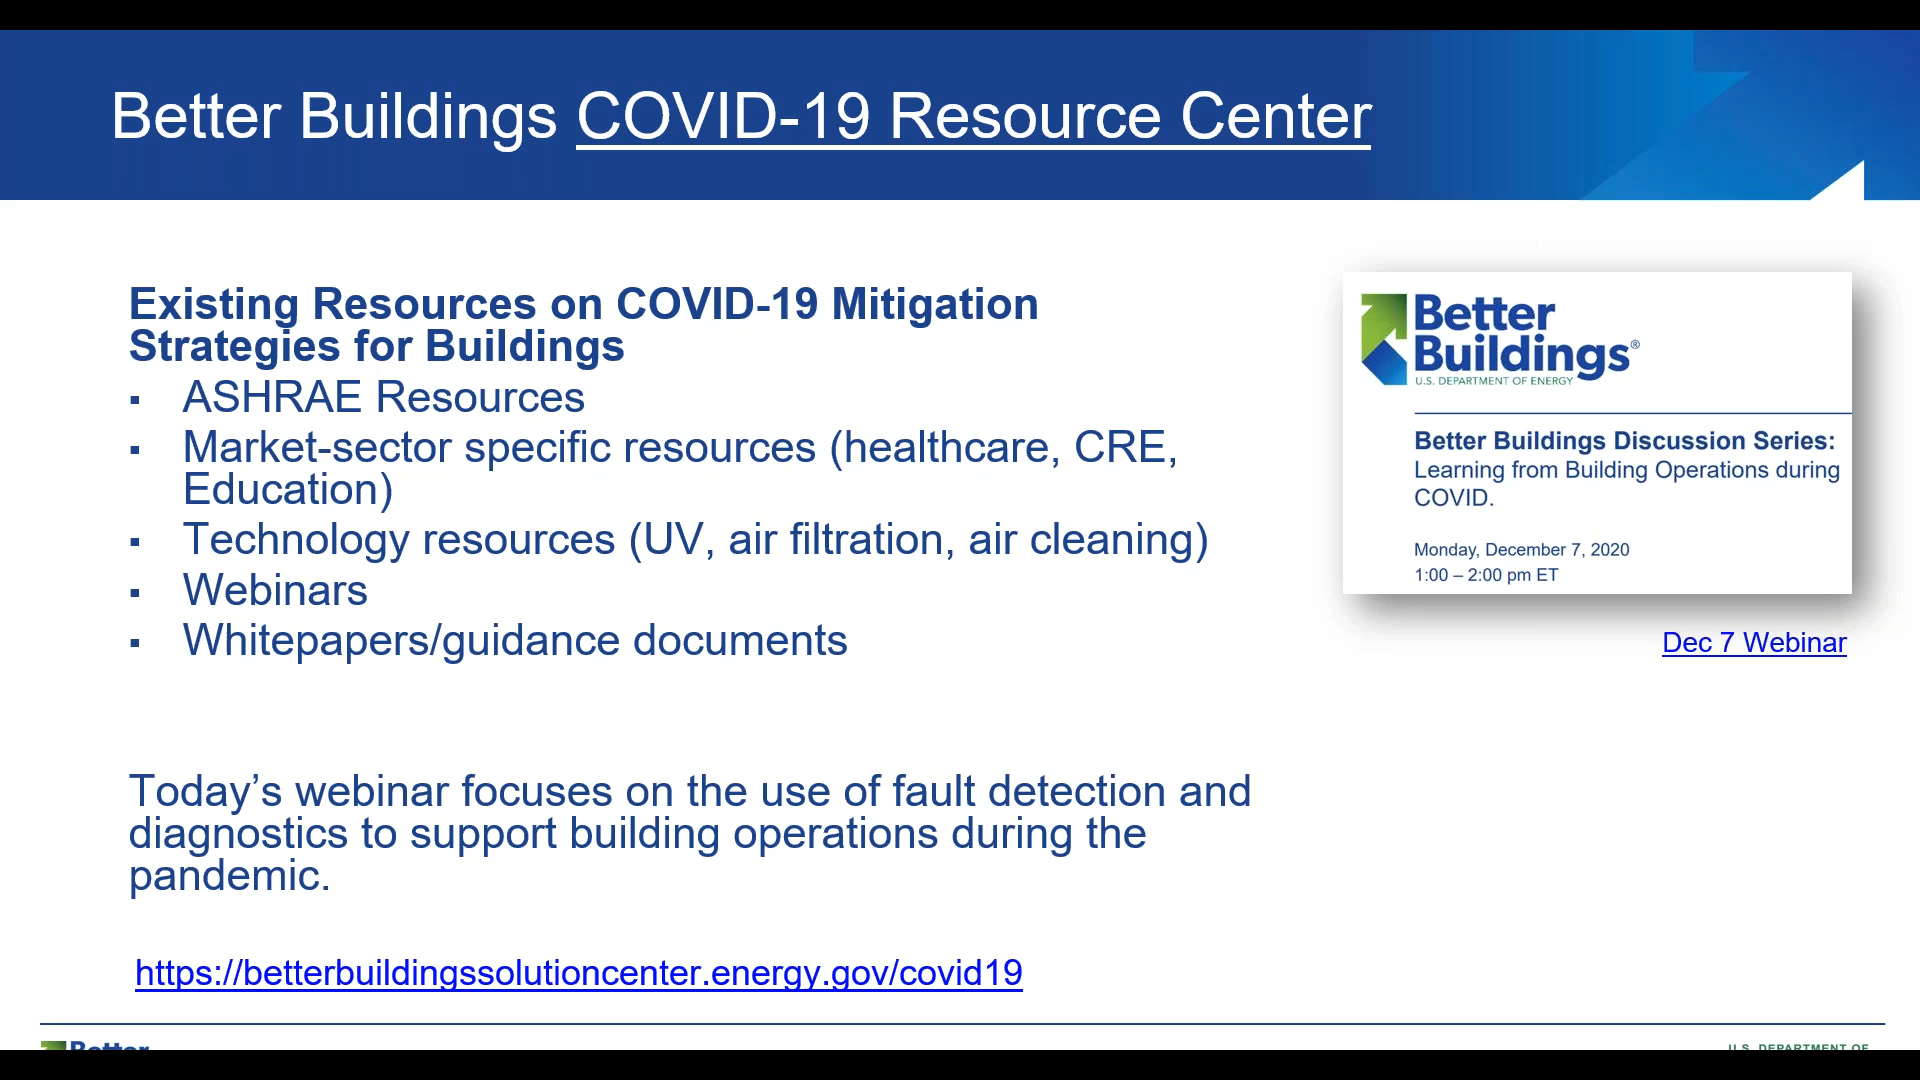 Better Buildings COVID-19 Resource Center
Existing Resources on COVID-19 Mitigation
Strategies for Buildings
▪ ASHRAE Resources
▪ Market-sector specific resources (healthcare, CRE,
Education)
▪ Technology resources (UV, air filtration, air cleaning)
▪ Webinars
▪ Whitepapers/guidance documents
Today’s webinar focuses on the use of fault detection and
diagnostics to support building operations during the
pandemic.
https://betterbuildingssolutioncenter.energy.gov/covid19
Better
Buildings®
U.S. DEPARTMENT OF ENERGY
Better Buildings Discussion Series:
Learning from Building Operations during
COVID.
Monday, December 7, 2020
1:00 – 2:00 pm ET
Dec 7 Webinar
Better
U.S. DEPARTMENT OF